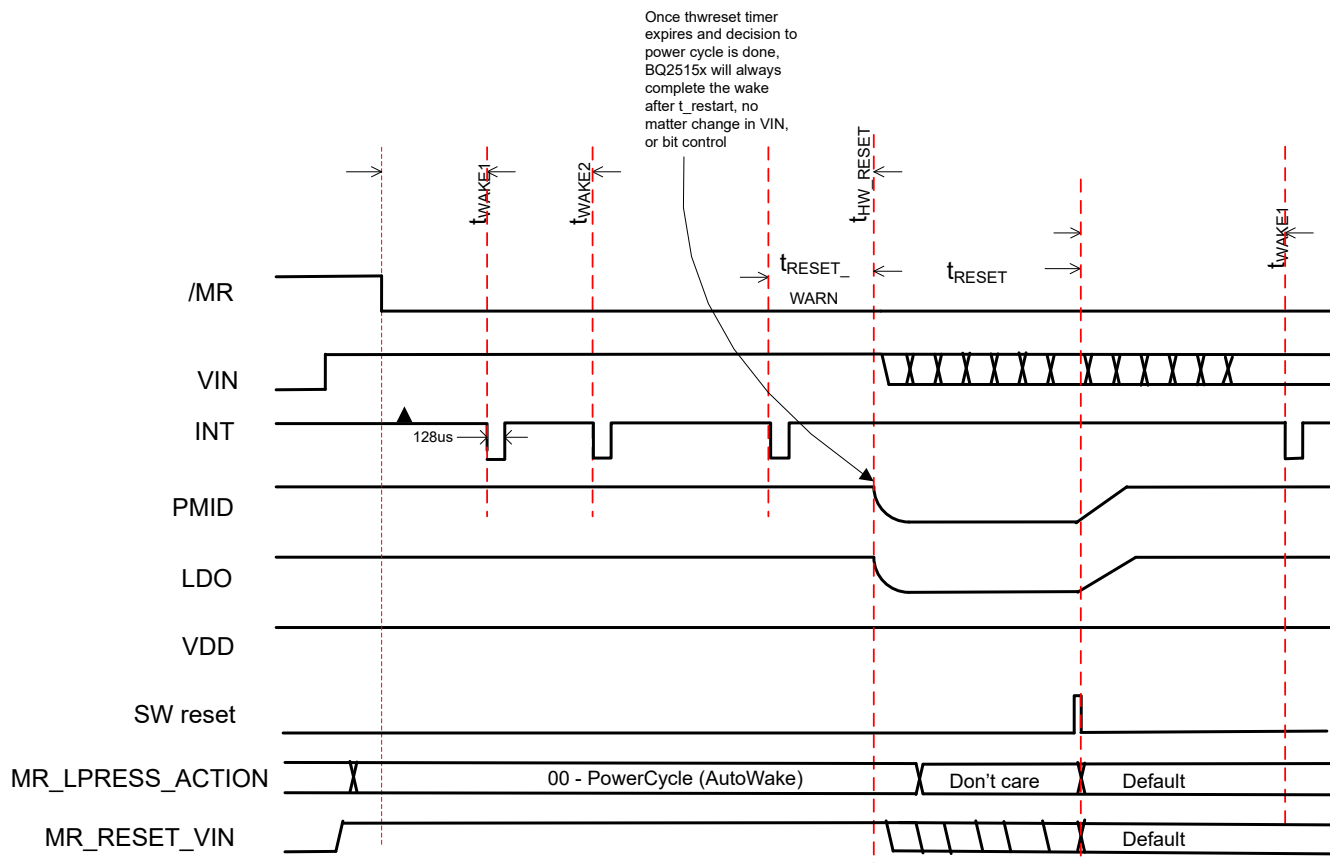 Once thwreset timer
expires and decision to
power cycle is done,
BQ2515x will always
complete the wake
after t_restart, no
matter change in VIN,
or bit control
tWAKE1
tWAKE2
tHW_RESET
tWAKE1
tRESET_
WARN
tRESET
/MR
VIN
INT
128us
PMID
LDO
VDD
SW reset
MR_LPRESS_ACTION
00 - PowerCycle (AutoWake)
Don't care
Default
MR_RESET_VIN
Default